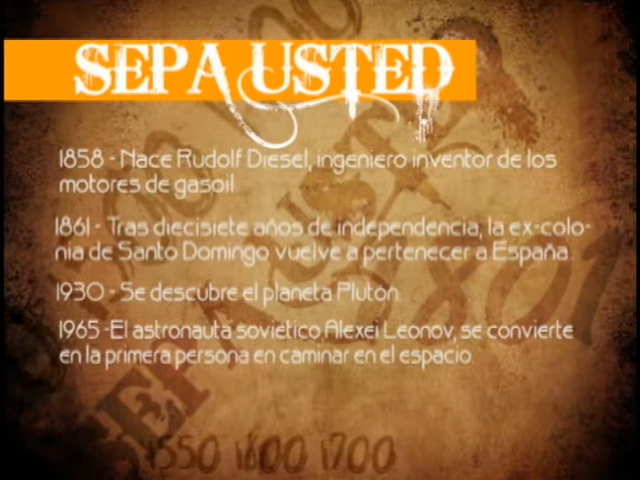 SEPA USTED
1858 - Nace Rudolf Diesel, ingeniero inventor de los
motores de gasoil.
1861 - Tras diecisiete años de independencia, la ex-colo-
nia de Santo Domingo vuelve a pertenecer a España.
1930 - Se descubre el planeta Plutón.
1965 -El astronauta soviético Alexei Leonov, se convierte
en la primera persona en caminar en el espacio.
1550 1800 1700